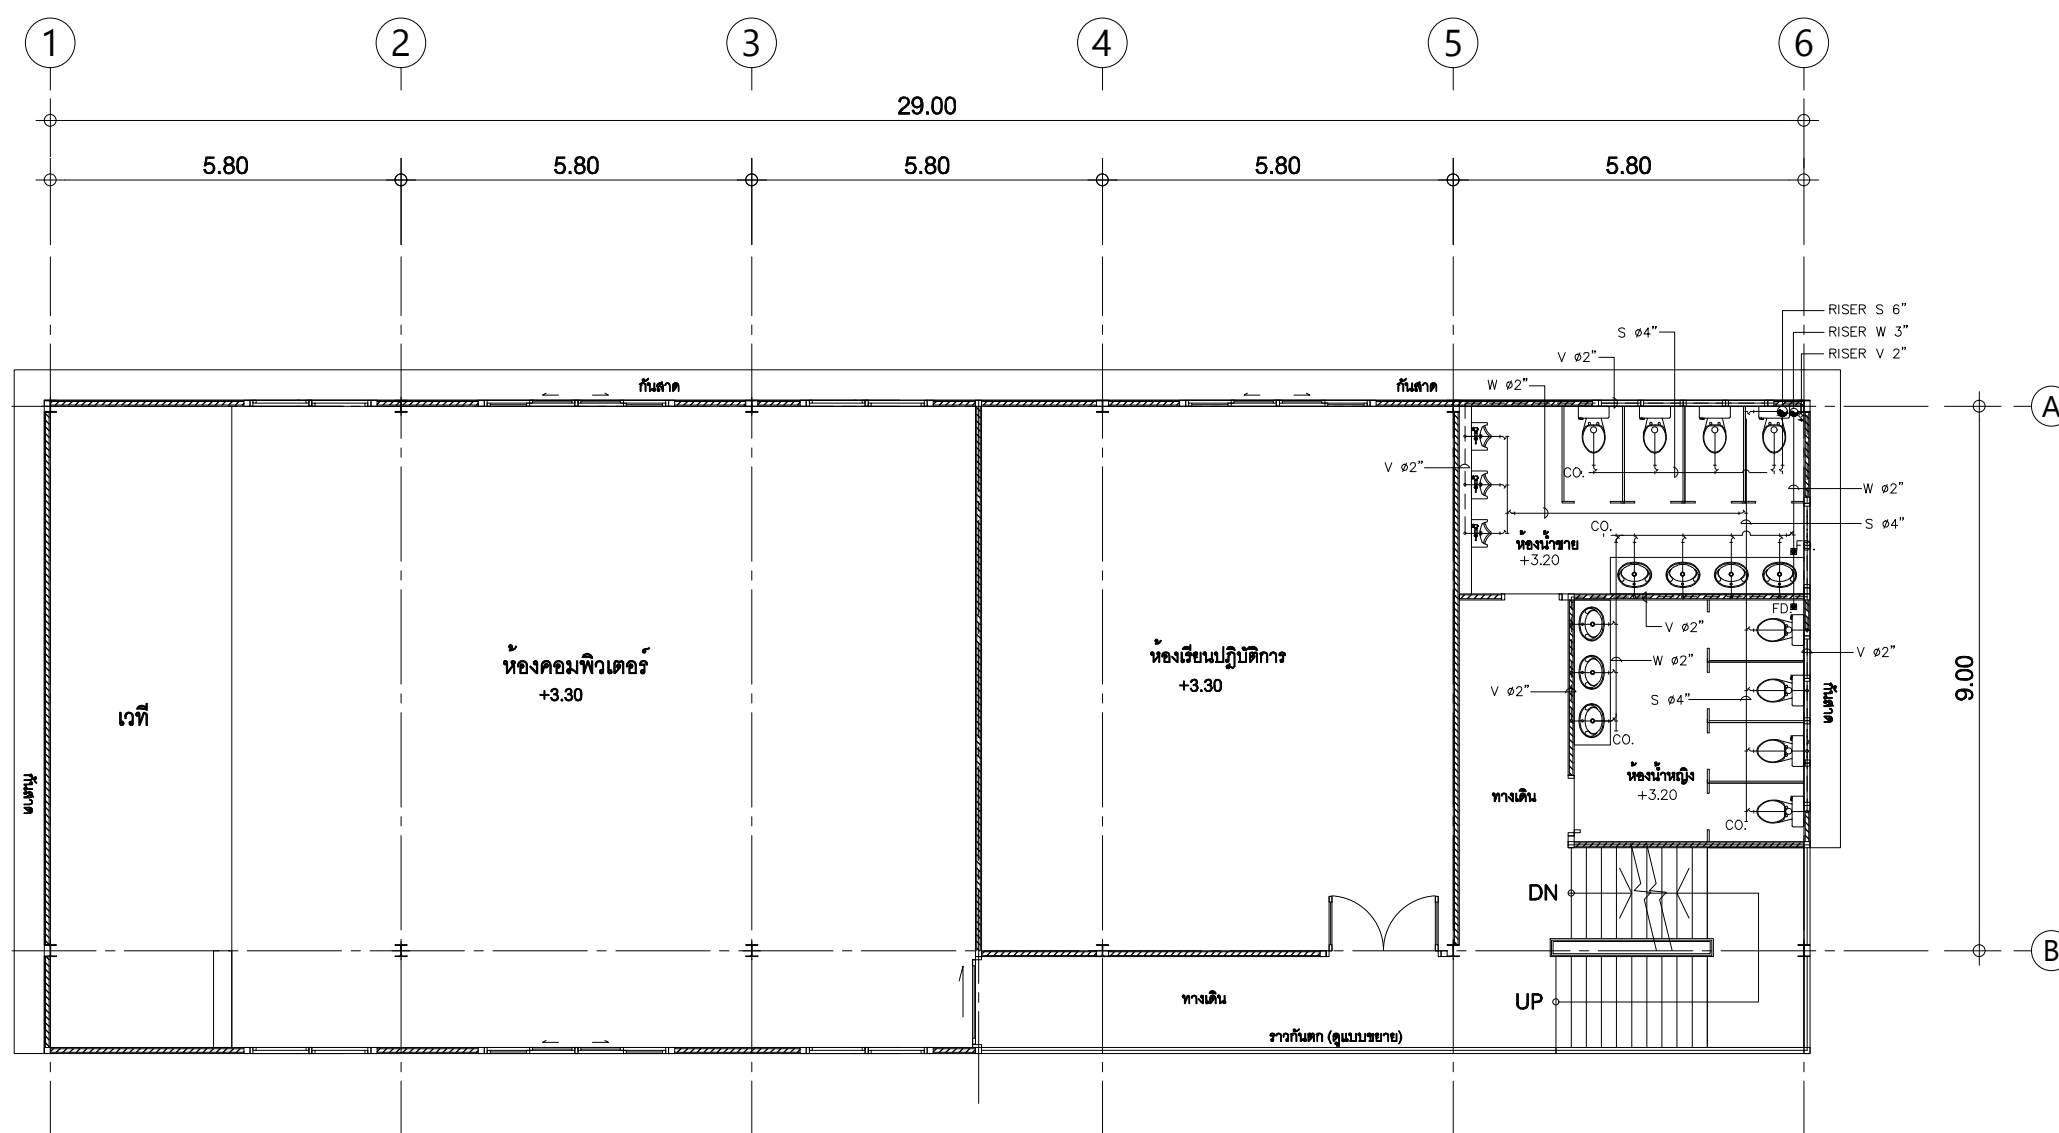 1 2 3 4 5 6
29.00
5.80 5.80 5.80 5.80 5.80
RISER S 6"
S ø4" RISER W 3"
V ø2" RISER V 2"
กันสาด กันสาด W ø2"
A
V ø2" CO. W ø2"
CO. S ø4"
ห้องน้ำชาย
+3.20
FD.
FD.
V ø2"
ห้องคอมพิวเตอร์ ห้องเรียนปฏิบัติการ W ø2" V ø2"
+3.30 +3.30 V ø2" S ø4" กันสาด 9.00
เวที
CO.
กันสาด ทางเดิน ห้องน้ำหญิง
+3.20
CO.
DN
B
ทางเดิน UP
ราวกันตก (ดูแบบขยาย)